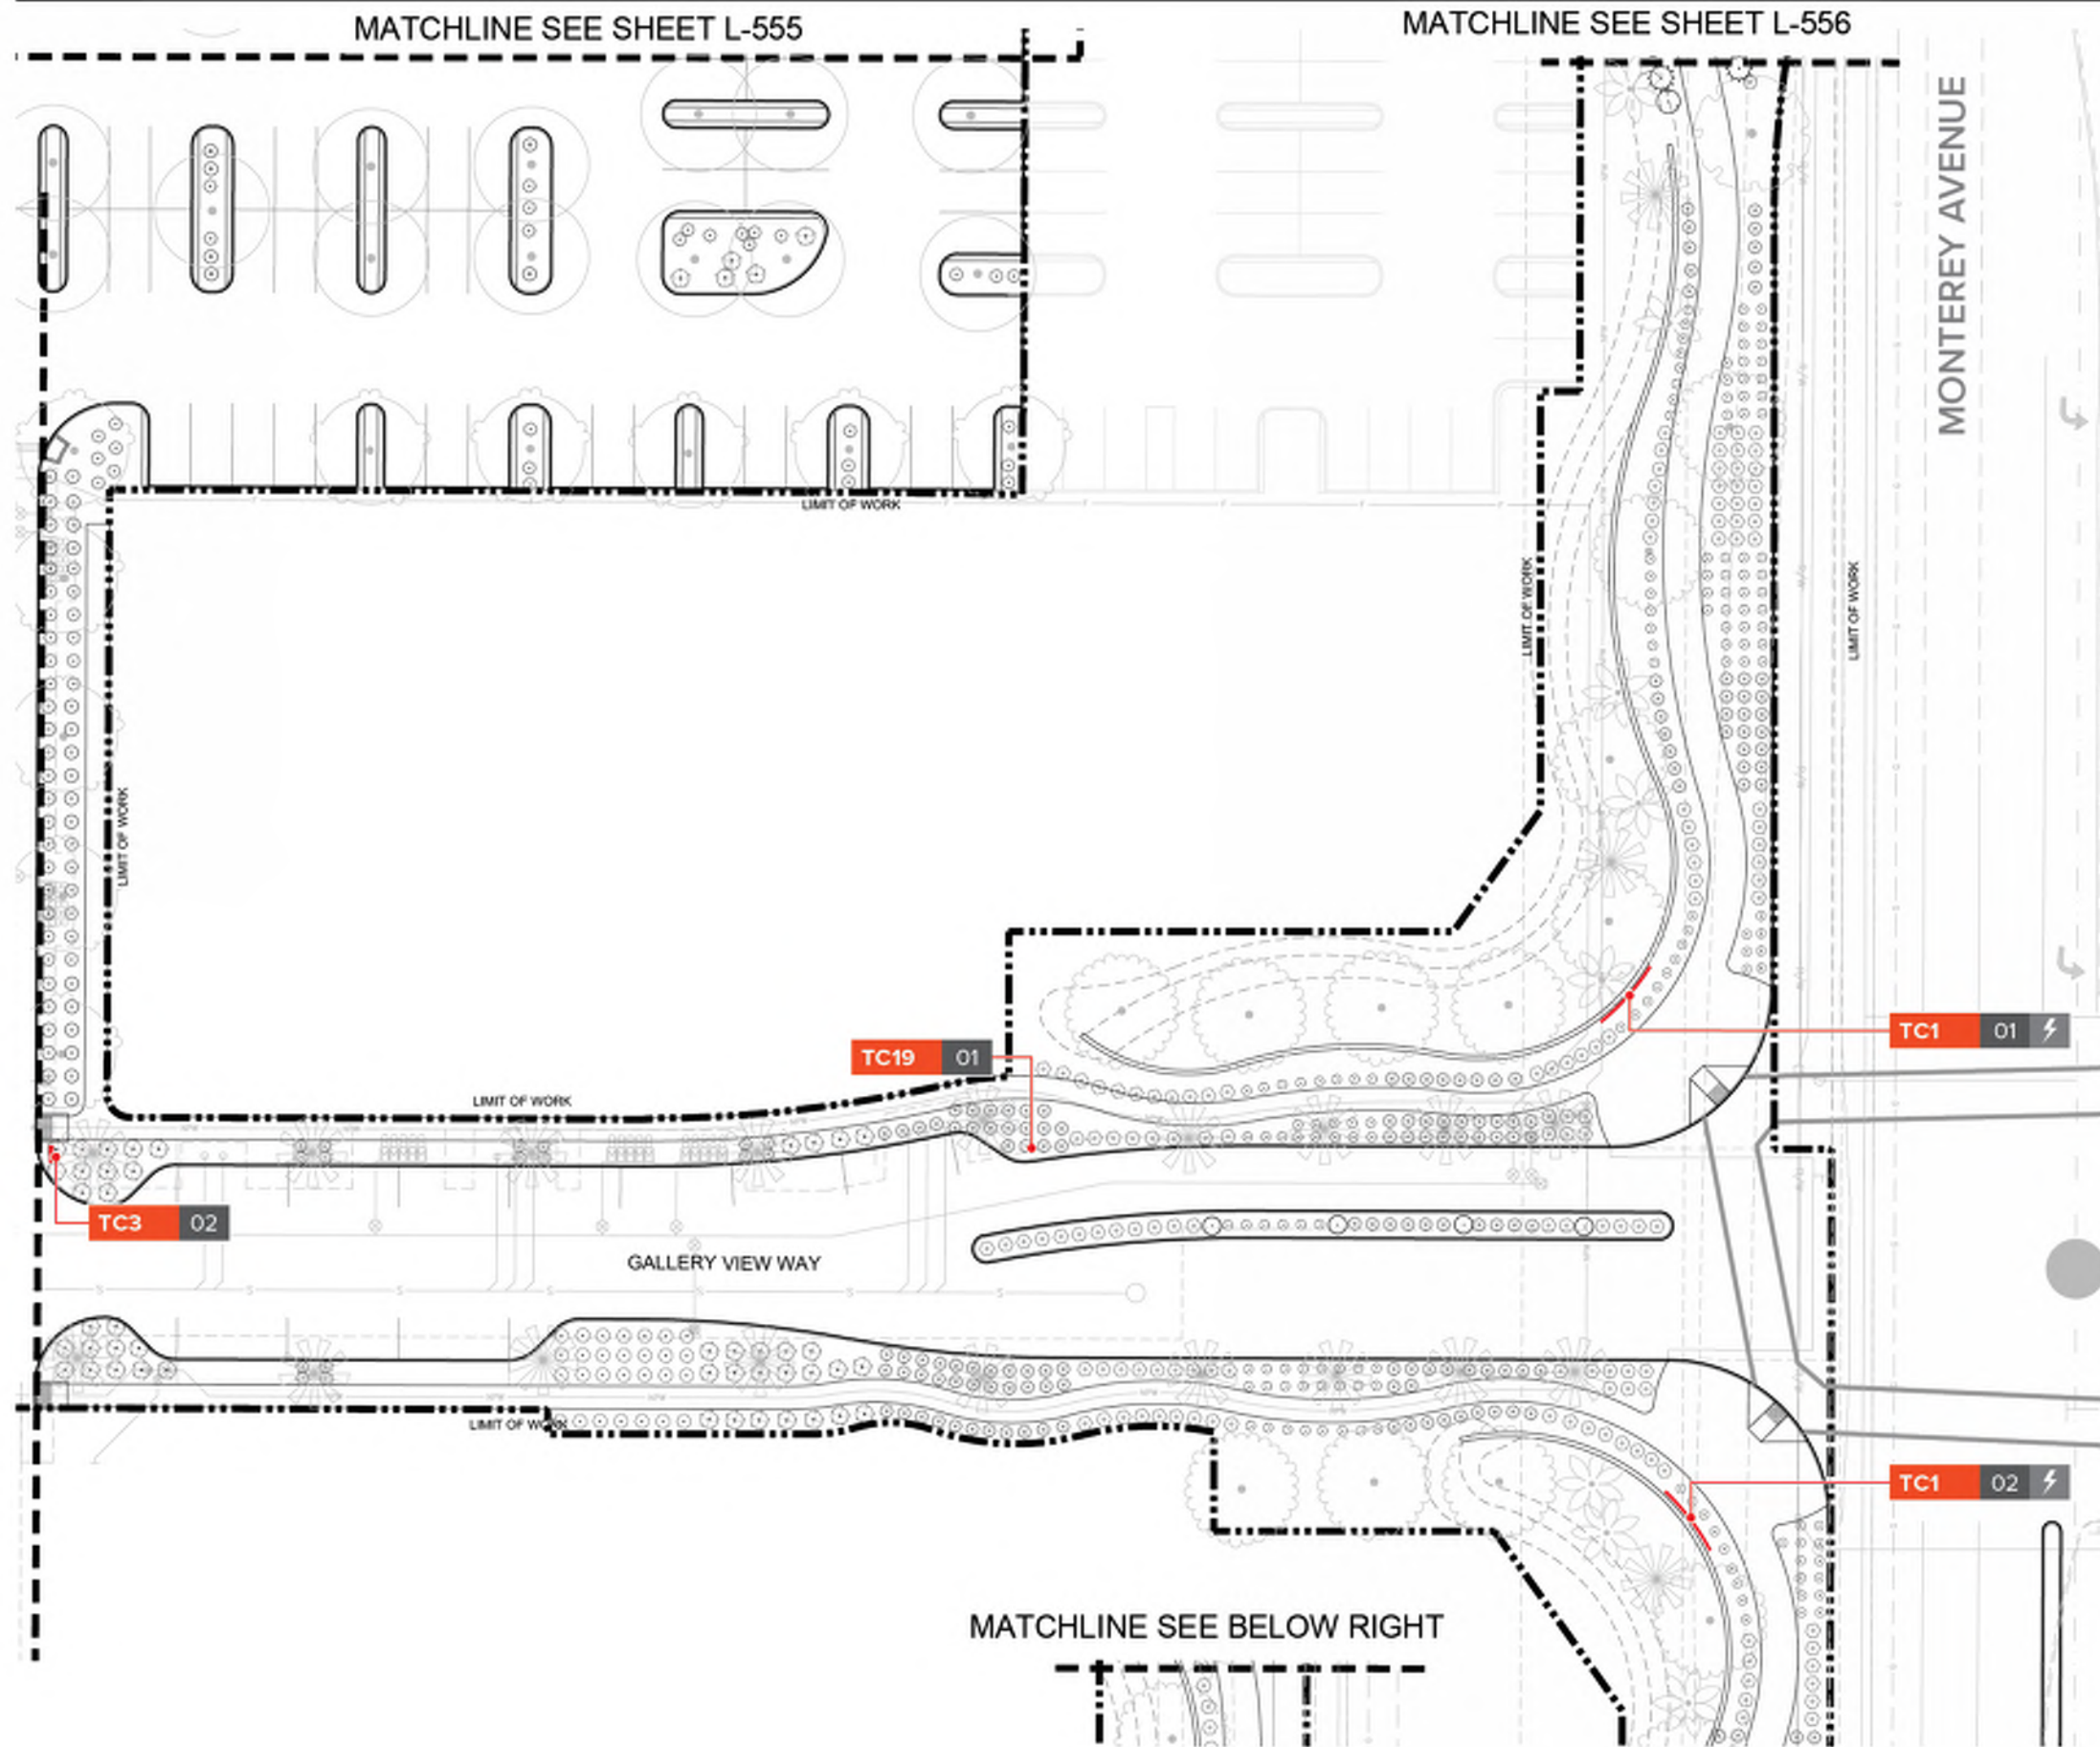 MATCHLINE SEE SHEET L-555
MATCHLINE SEE SHEET L-556
MONTEREY AVENUE
LIMIT OF WORK
LIMIT OF WORK
LIMIT OF WORK
LIMIT OF WORK
TC1 01
TC19 01
LIMIT OF WORK
TC3 02
GALLERY VIEW WAY
LIMIT OF WORK
TC1 02
MATCHLINE SEE BELOW RIGHT